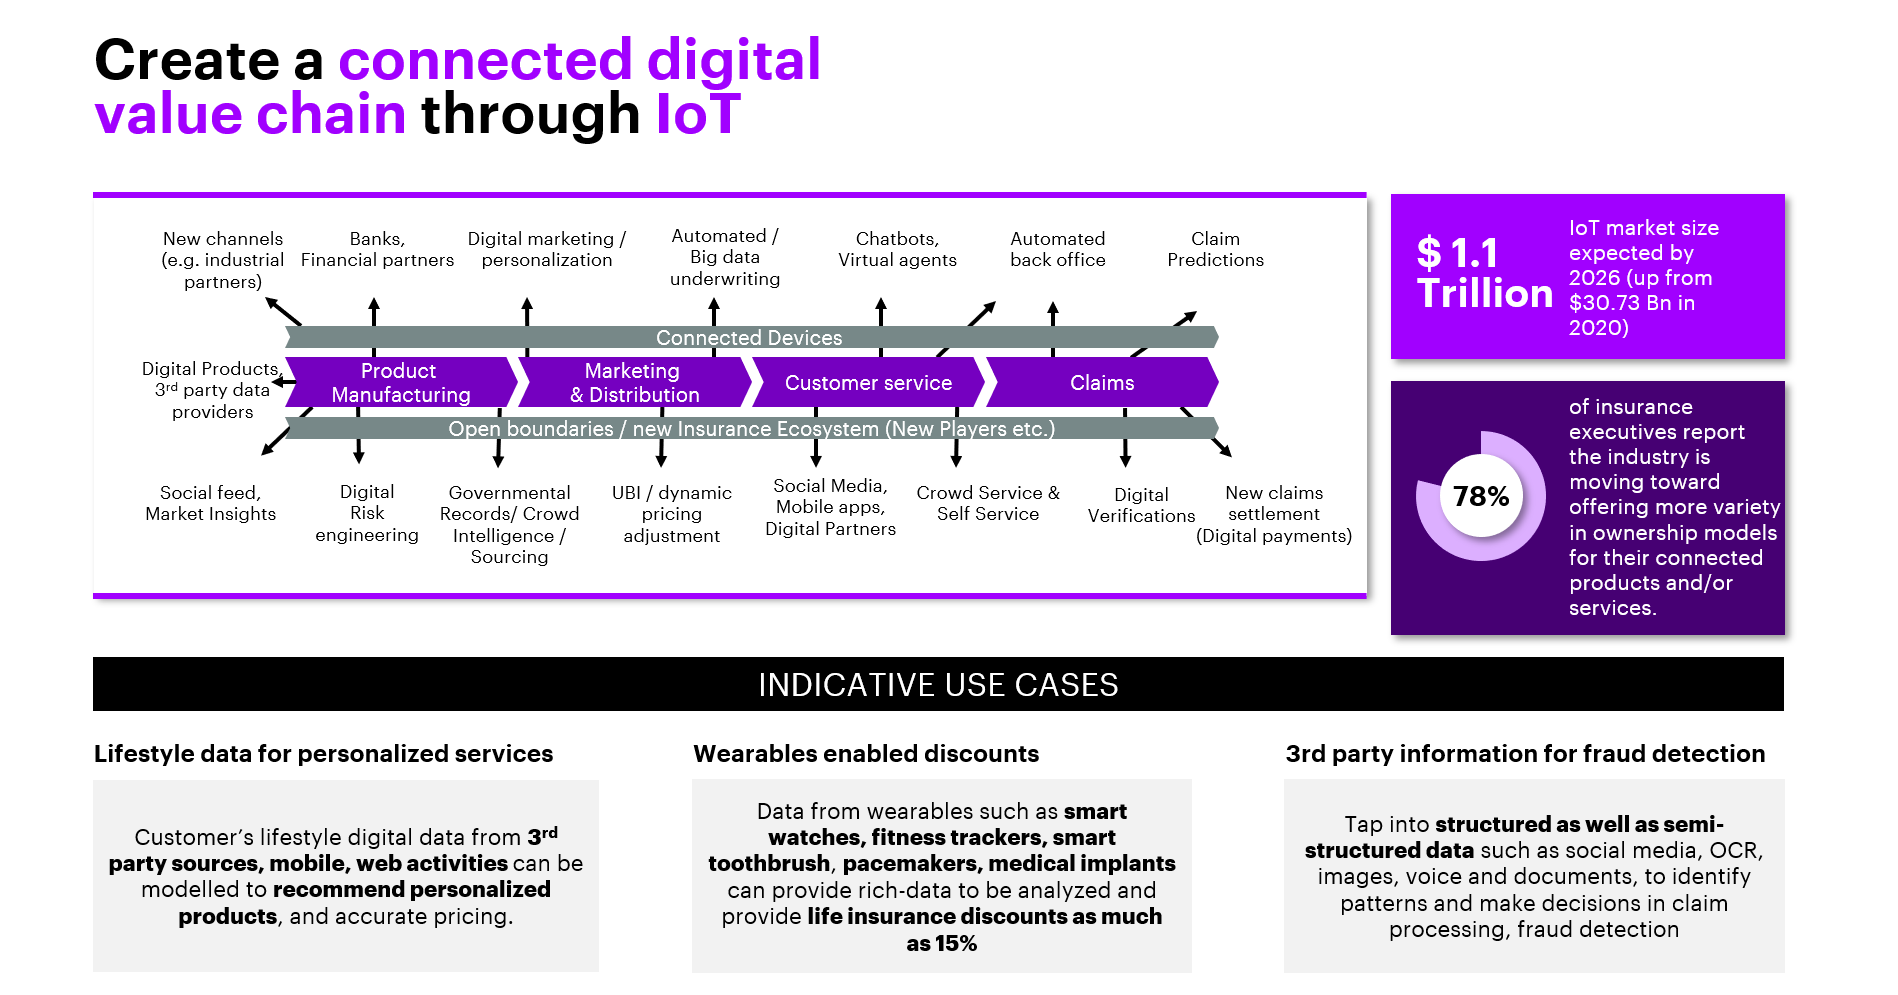 Create a connected digital
value chain through IoT
New channels
(e.g. industrial
partners)
Banks,
Financial partners
Digital marketing /
personalization
Automated /
Big data
underwriting
Chatbots,
Virtual agents
Automated
back office
Claim
Predictions
Connected Devices
Digital Products,
3rd party data
providers
Product
Manufacturing
Marketing
& Distribution
Customer service
Claims
Open boundaries / new Insurance Ecosystem (New Players etc.)
Social feed,
Market Insights
Digital
Risk
engineering
Governmental
Records/ Crowd
Intelligence /
Sourcing
UBI / dynamic
pricing
adjustment
Social Media,
Mobile apps,
Digital Partners
Crowd Service &
Self Service
Digital
Verifications
New claims
settlement
(Digital payments)
$ 1.1
Trillion
IoT market size
expected by
2026 (up from
$30.73 Bn in
2020)
78%
of insurance
executives report
the industry is
moving toward
offering more variety
in ownership models
for their connected
products and/or
services.
INDICATIVE USE CASES
Lifestyle data for personalized services
Customer’s lifestyle digital data from 3rd
party sources, mobile, web activities can be
modelled to recommend personalized
products, and accurate pricing.
Wearables enabled discounts
Data from wearables such as smart
watches, fitness trackers, smart
toothbrush, pacemakers, medical implants
can provide rich-data to be analyzed and
provide life insurance discounts as much
as 15%
3rd party information for fraud detection
Tap into structured as well as semi-
structured data such as social media, OCR,
images, voice and documents, to identify
patterns and make decisions in claim
processing, fraud detection